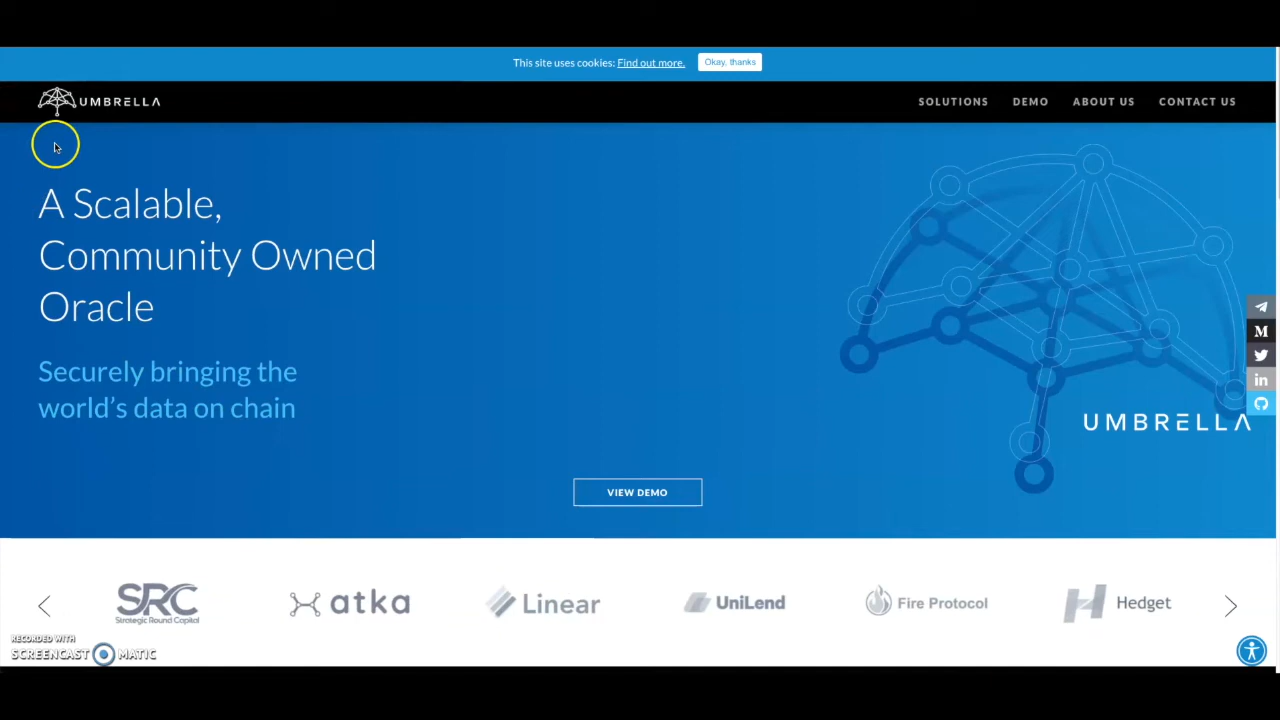 This site uses cookies: Find out more. Okay, thanks
UMBRELLA
SOLUTIONS DEMO ABOUT US CONTACT US
A Scalable,
Community Owned
Oracle
Securely bringing the
world's data on chain
M
in
UMBRELLA
VIEW DEMO
SRC
Strategic Round Capital
atka
Linear
UniLend
Fire Protocol
Hedget
RECORDED WITH
SCREENCAST MATIC